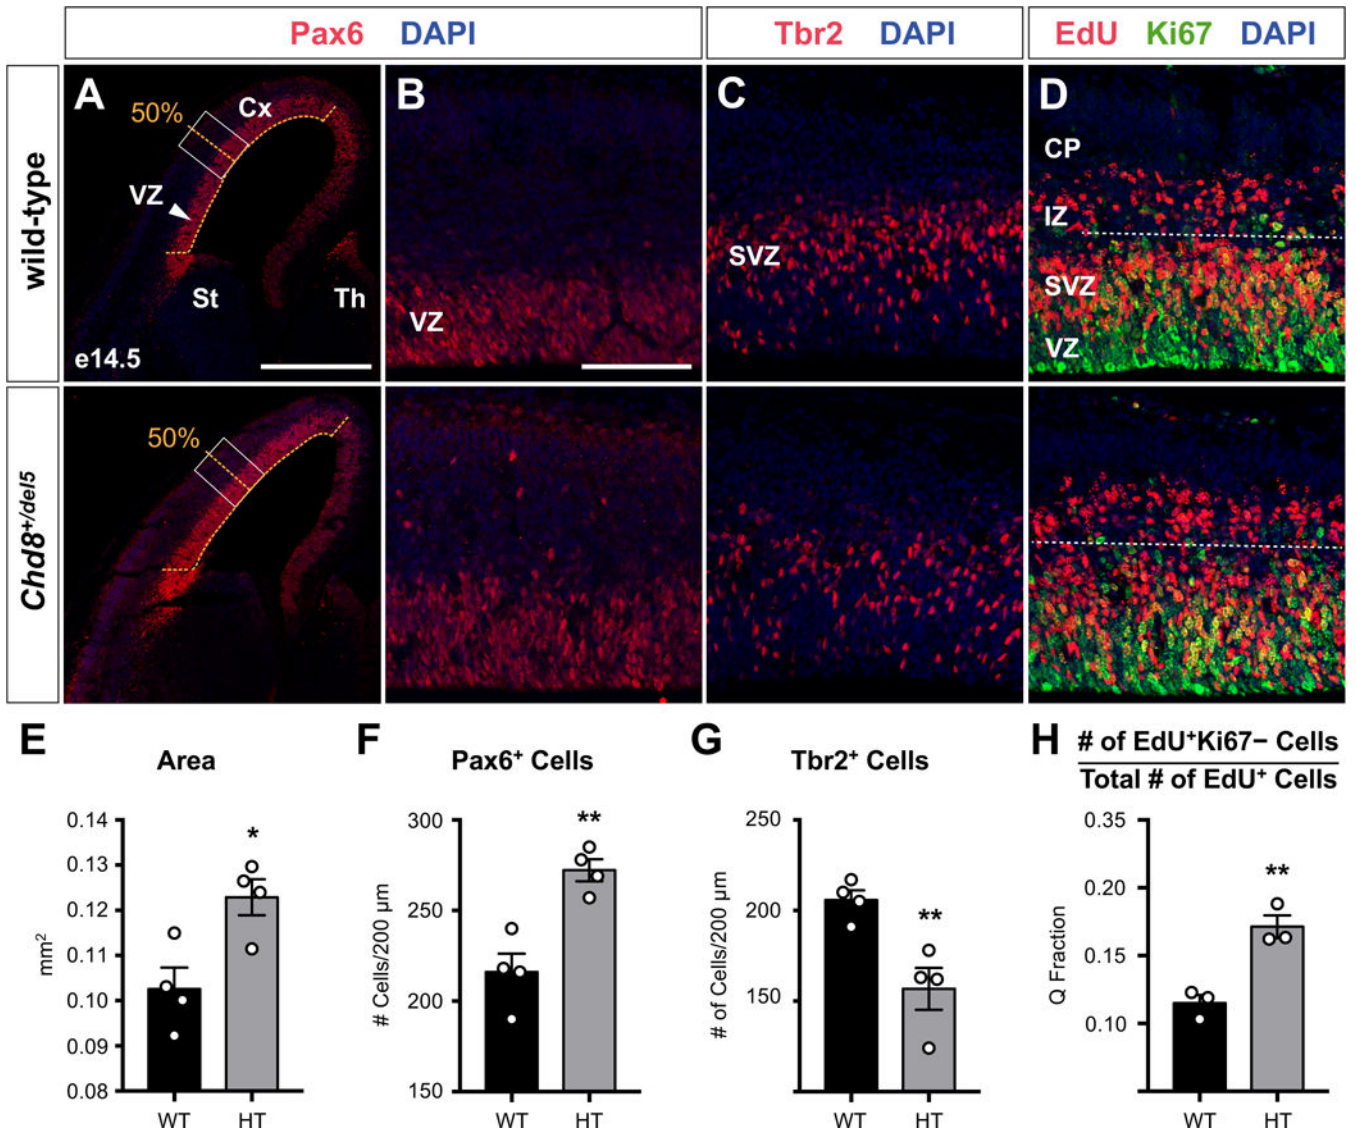 Pax6 DAPI
Tbr2 DAPI
EdU Ki67 DAPI
wild-type
A
50%
Cx
VZ
St
Th
e14.5
B
VZ
C
SVZ
D
CP
IZ
SVZ
VZ
Chd8+/del5
50%
E
Area
0.14
0.13
0.12
0.11
0.10
0.09
0.08
mm²
*
WT HT
F
Pax6⁺ Cells
300
250
200
150
# Cells/200 µm
**
WT HT
G
Tbr2⁺ Cells
250
200
150
# of Cells/200 µm
**
WT HT
H
# of EdU⁺Ki67− Cells
Total # of EdU⁺ Cells
0.35
0.20
0.15
0.10
Q Fraction
**
WT HT